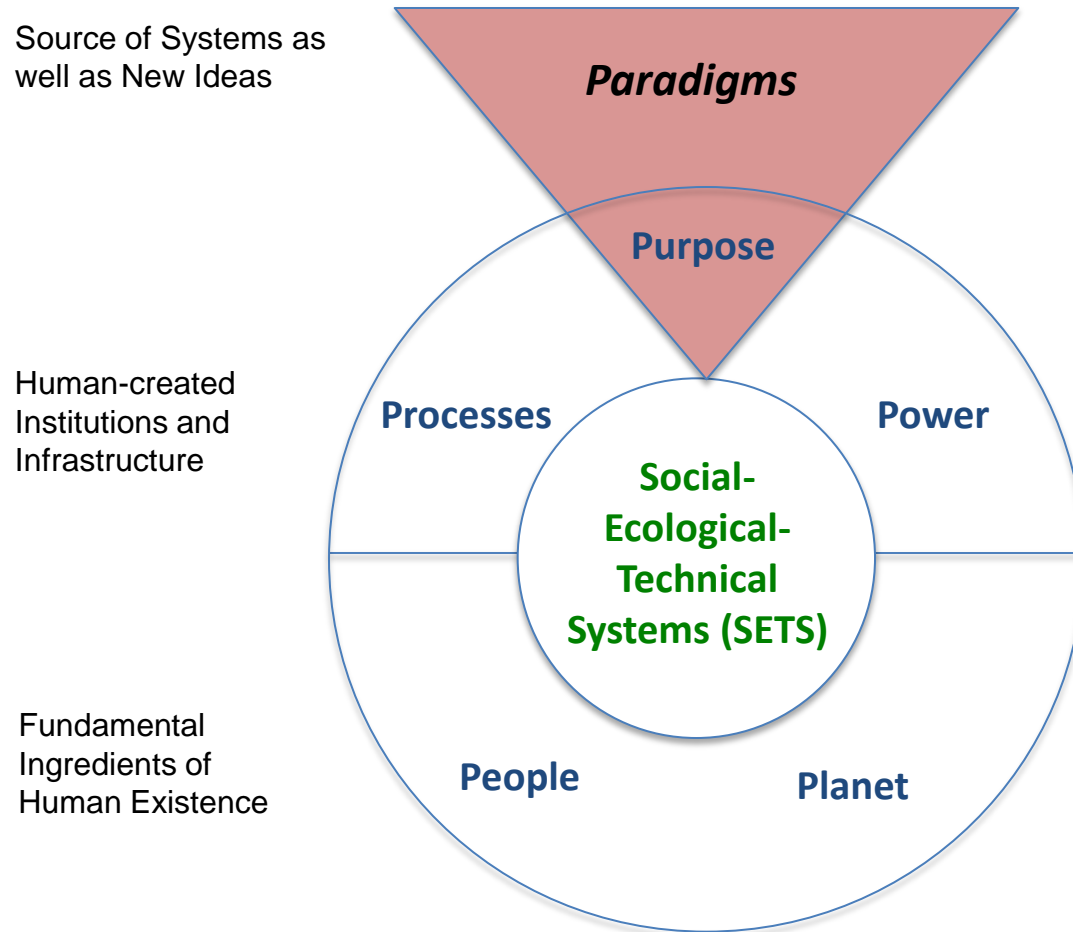 Source of Systems as
well as New Ideas
Paradigms
Purpose
Human-created
Institutions and
Infrastructure
Processes
Power
Social-
Ecological-
Technical
Systems (SETS)
Fundamental
Ingredients of
Human Existence
People
Planet